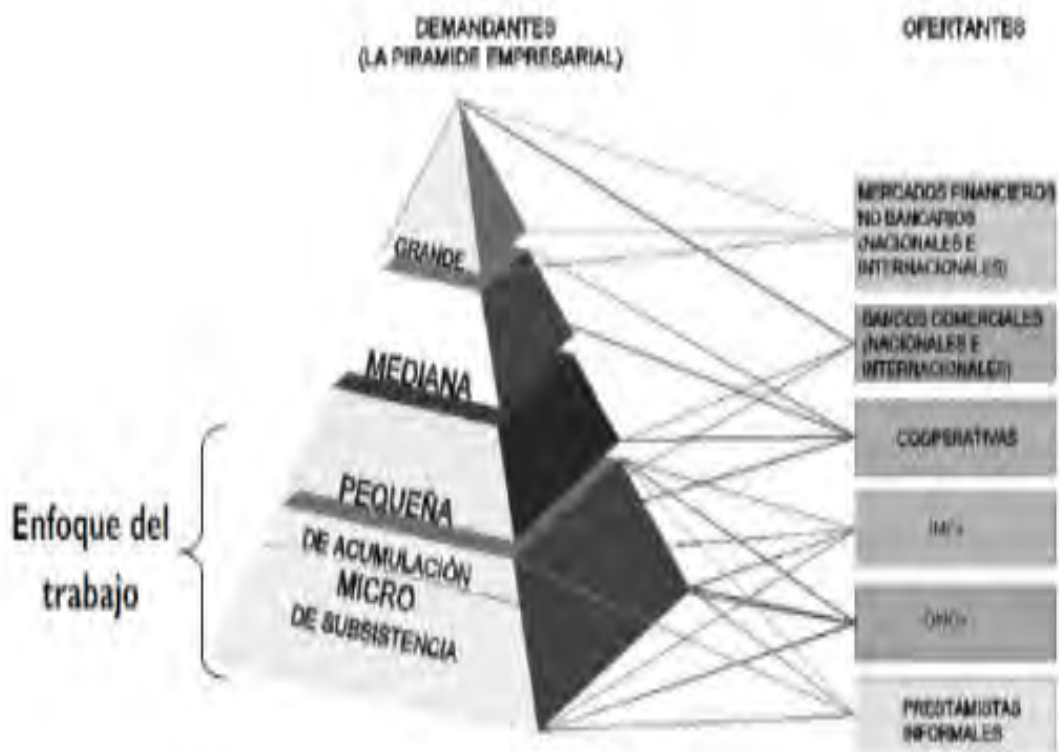 DEMANDANTES
(LA PIRAMIDE EMPRESARIAL)
OFERTANTES
GRANDE
MEDIANA
PEQUEÑA
DE ACUMULACIÓN
MICRO
DE SUBSISTENCIA
Enfoque del
trabajo
MERCADOS FINANCIEROS
NO BANCARIOS
(NACIONALES E
INTERNACIONALES)
BANCOS COMERCIALES
(NACIONALES E
INTERNACIONALES)
COOPERATIVAS
PRESTAMISTAS
INFORMALES